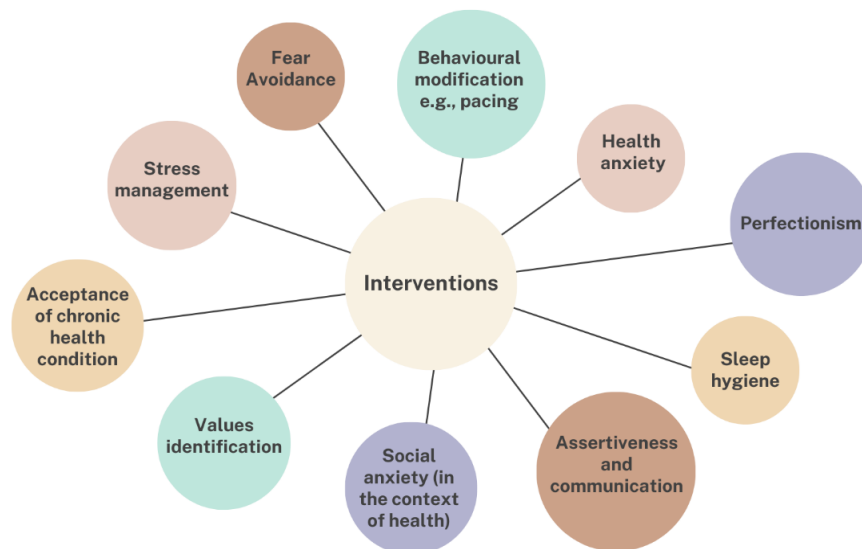 Fear
Avoidance
Behavioural
modification
e.g., pacing
Health
anxiety
Stress
management
Perfectionism
Interventions
Acceptance
of chronic
health
condition
Sleep
hygiene
Values
identification
Social
anxiety (in
the context
of health)
Assertiveness
and
communication